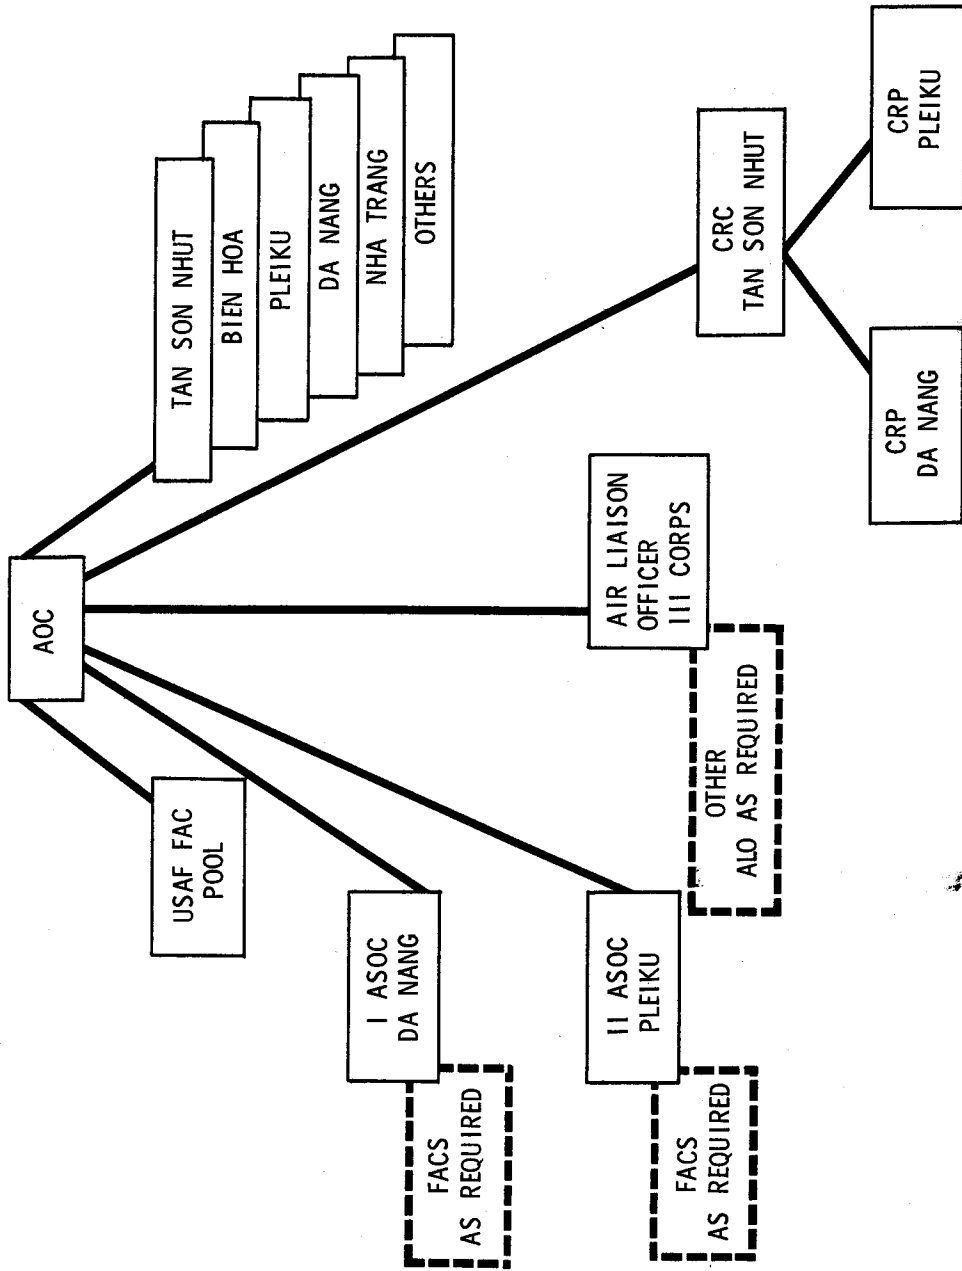 AOC
USAF FAC
POOL
TAN SON NHUT
BIEN HOA
PLEIKU
DA NANG
NHA TRANG
OTHERS
I ASOC
DA NANG
FACS
AS REQUIRED
II ASOC
PLEIKU
FACS
AS REQUIRED
AIR LIAISON
OFFICER
III CORPS
OTHER
ALO AS REQUIRED
CRC
TAN SON NHUT
CRP
DA NANG
CRP
PLEIKU